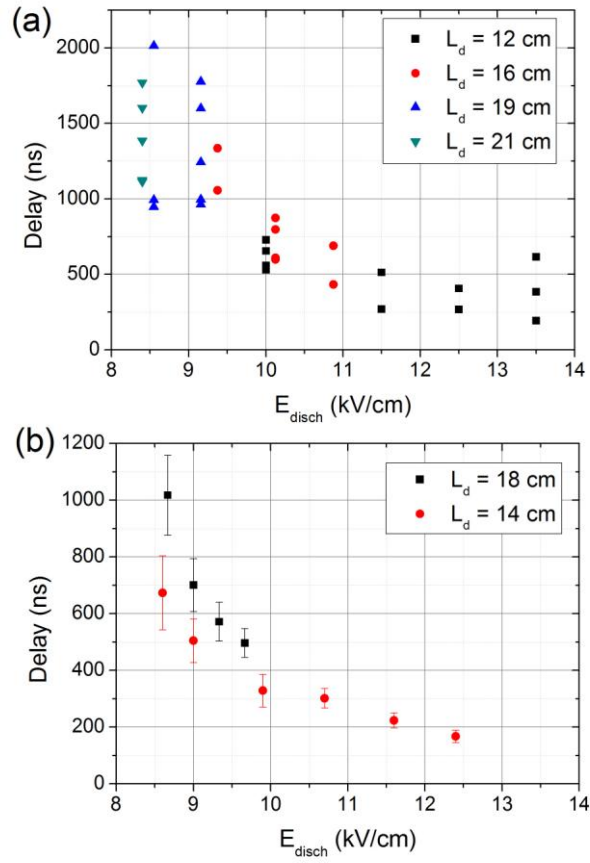 (a)
2000
1500
1000
500
0
Delay (ns)
L_d = 12 cm
L_d = 16 cm
L_d = 19 cm
L_d = 21 cm
8 9 10 11 12 13 14
E_disch (kV/cm)
(b)
1200
1000
800
600
400
200
0
Delay (ns)
L_d = 18 cm
L_d = 14 cm
8 9 10 11 12 13 14
E_disch (kV/cm)